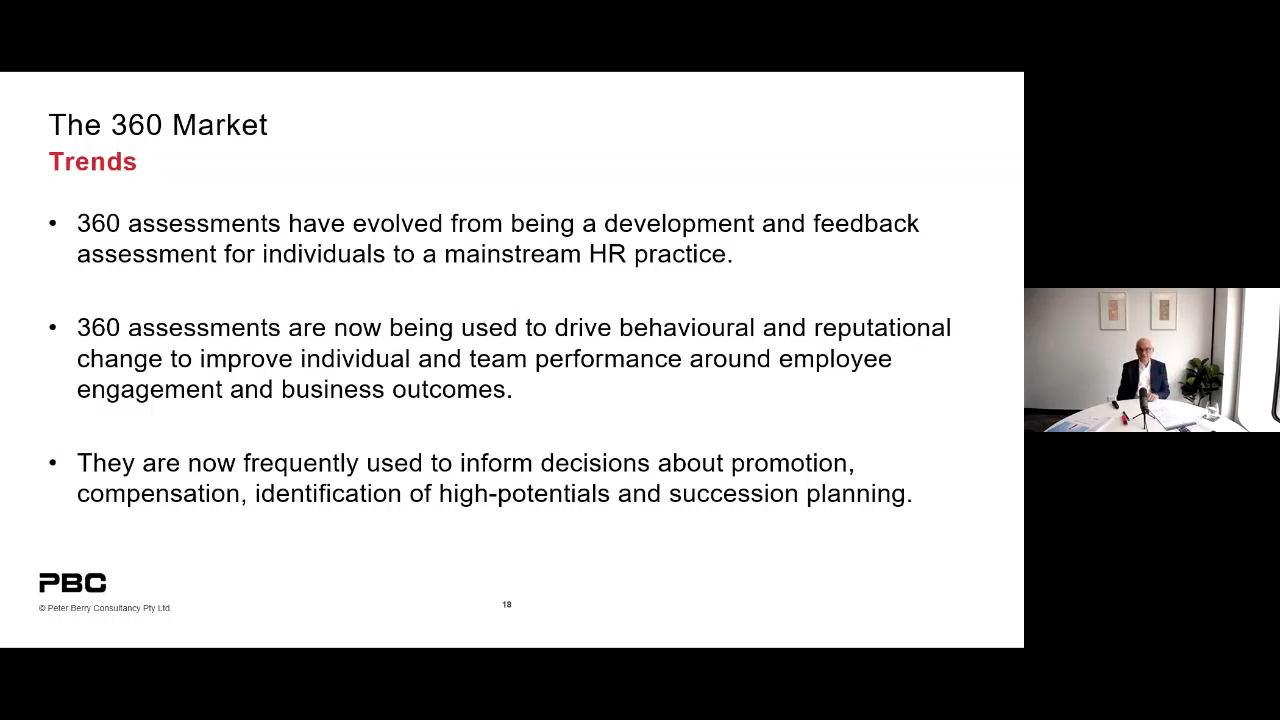 The 360 Market
Trends
• 360 assessments have evolved from being a development and feedback
assessment for individuals to a mainstream HR practice.
• 360 assessments are now being used to drive behavioural and reputational
change to improve individual and team performance around employee
engagement and business outcomes.
• They are now frequently used to inform decisions about promotion,
compensation, identification of high-potentials and succession planning.
PBC
© Peter Berry Consultancy Pty Ltd
18